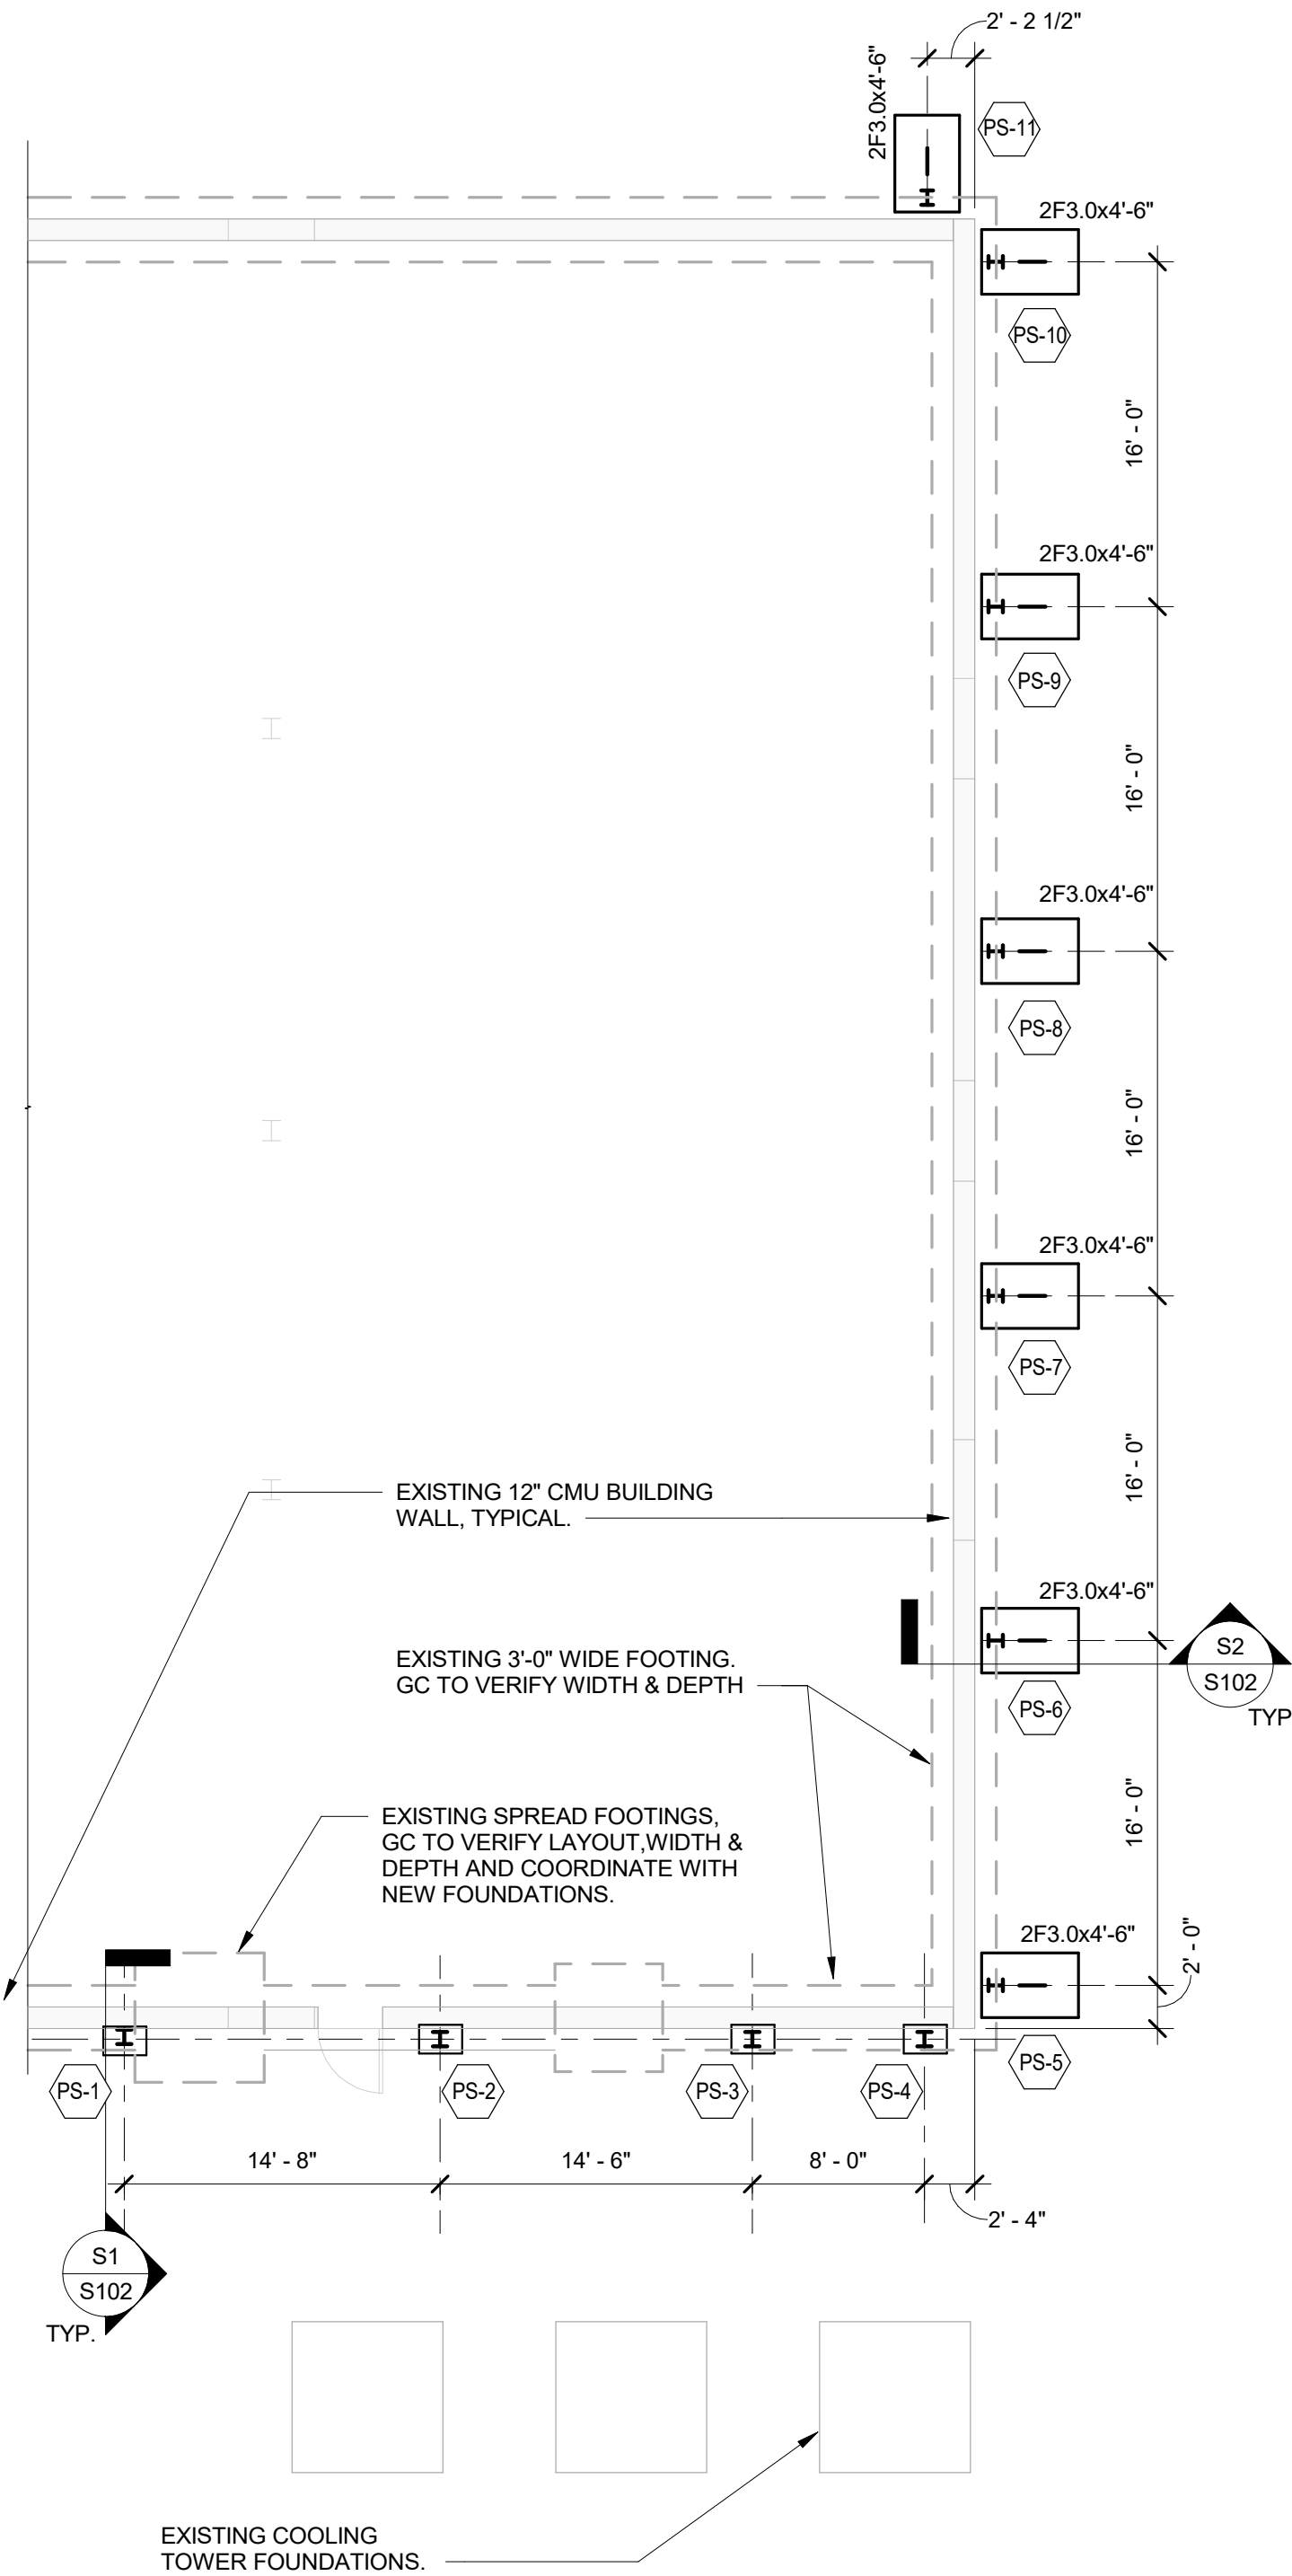 2' - 2 1/2"
2F3.0x4'-6"
PS-11
2F3.0x4'-6"
PS-10
16' - 0"
2F3.0x4'-6"
PS-9
16' - 0"
2F3.0x4'-6"
PS-8
16' - 0"
2F3.0x4'-6"
PS-7
16' - 0"
EXISTING 12" CMU BUILDING
WALL, TYPICAL.
2F3.0x4'-6"
PS-6
S2
S102
TYP
EXISTING 3'-0" WIDE FOOTING.
GC TO VERIFY WIDTH & DEPTH
16' - 0"
EXISTING SPREAD FOOTINGS,
GC TO VERIFY LAYOUT,WIDTH &
DEPTH AND COORDINATE WITH
NEW FOUNDATIONS.
2F3.0x4'-6"
2' - 0"
PS-5
PS-1
PS-2
PS-3
PS-4
14' - 8"
14' - 6"
8' - 0"
2' - 4"
S1
S102
TYP.
EXISTING COOLING
TOWER FOUNDATIONS.